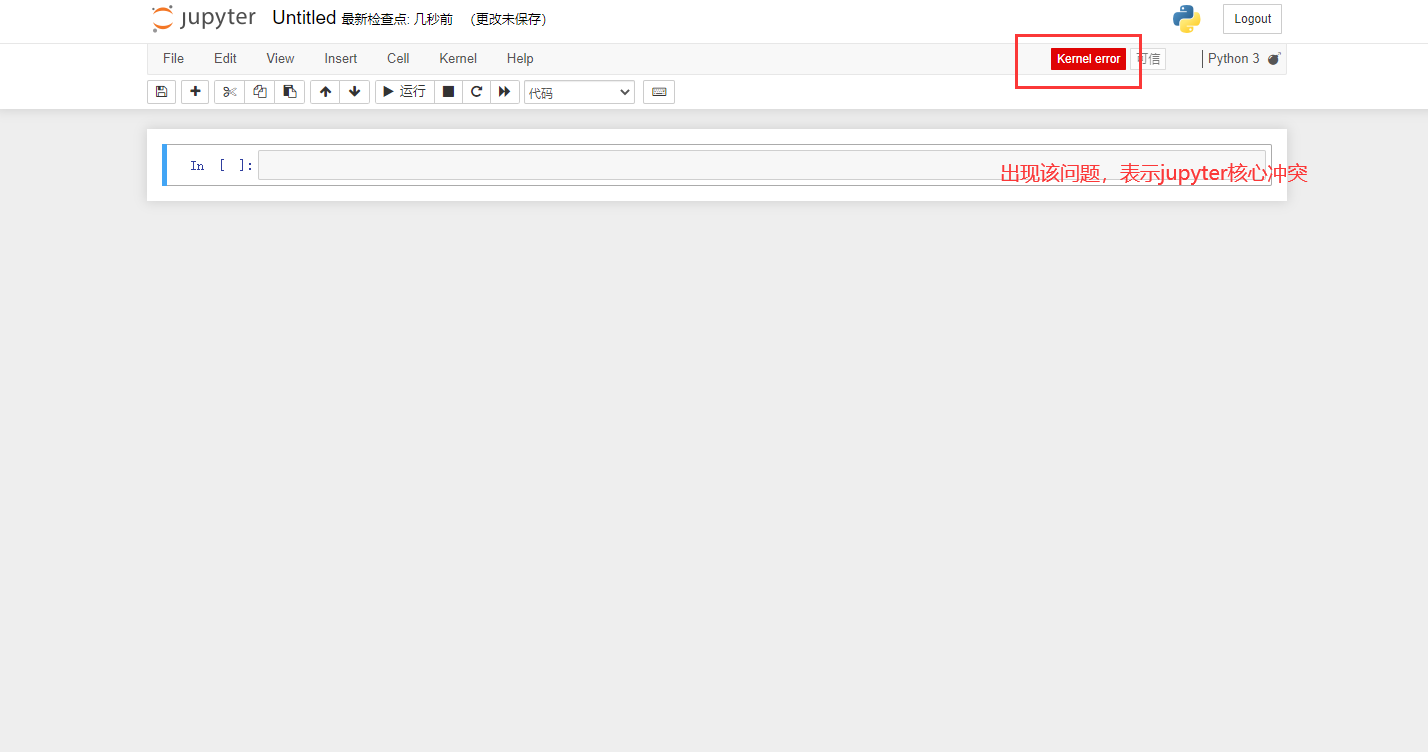 jupyter Untitled 最新检查点: 几秒前 (更改未保存) Logout
File Edit View Insert Cell Kernel Help Kernel error 可信 Python 3
运行 代码
In [ ]:
出现该问题，表示jupyter核心冲突